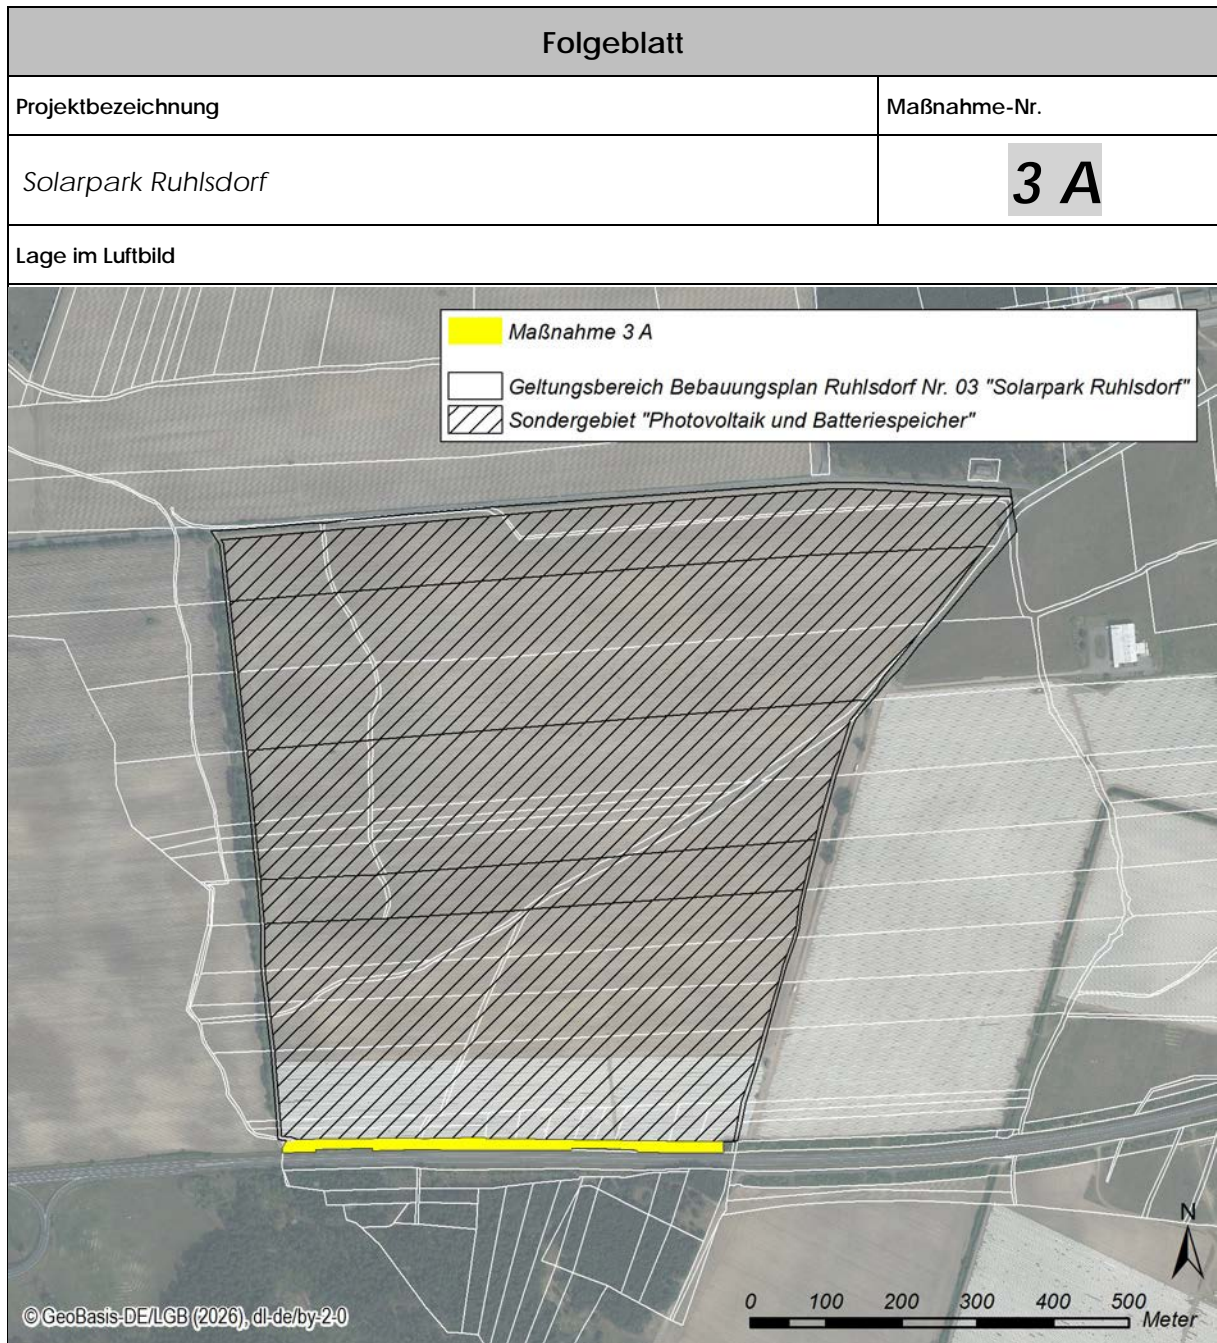 Folgeblatt
Projektbezeichnung
Maßnahme-Nr.
Solarpark Ruhlsdorf
3 A
Lage im Luftbild
Maßnahme 3 A
Geltungsbereich Bebauungsplan Ruhlsdorf Nr. 03 "Solarpark Ruhlsdorf"
Sondergebiet "Photovoltaik und Batteriespeicher"
N
0 100 200 300 400 500
Meter
© GeoBasis-DE/LGB (2026), dl-de/by-2-0